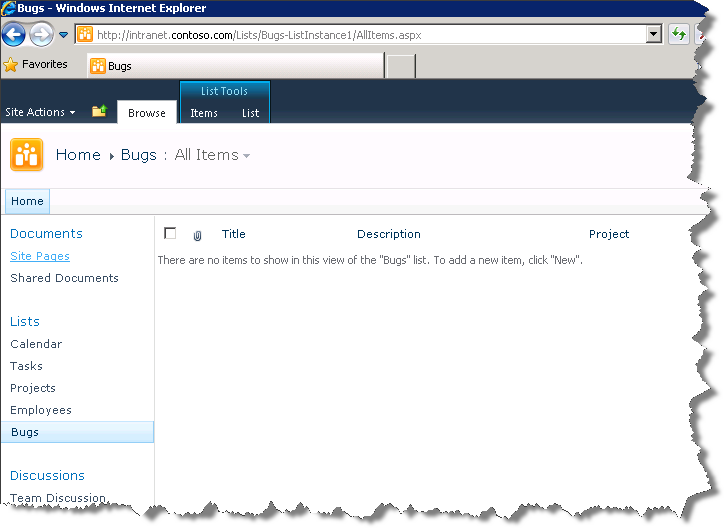 Bugs - Windows Internet Explorer
http://intranet.contoso.com/Lists/Bugs-ListInstance1/AllItems.aspx
Favorites Bugs
List Tools
Site Actions Browse Items List
Home Bugs : All Items
Home
Documents
Title Description Project
Site Pages
There are no items to show in this view of the "Bugs" list. To add a new item, click "New".
Shared Documents
Lists
Calendar
Tasks
Projects
Employees
Bugs
Discussions
Team Discussion